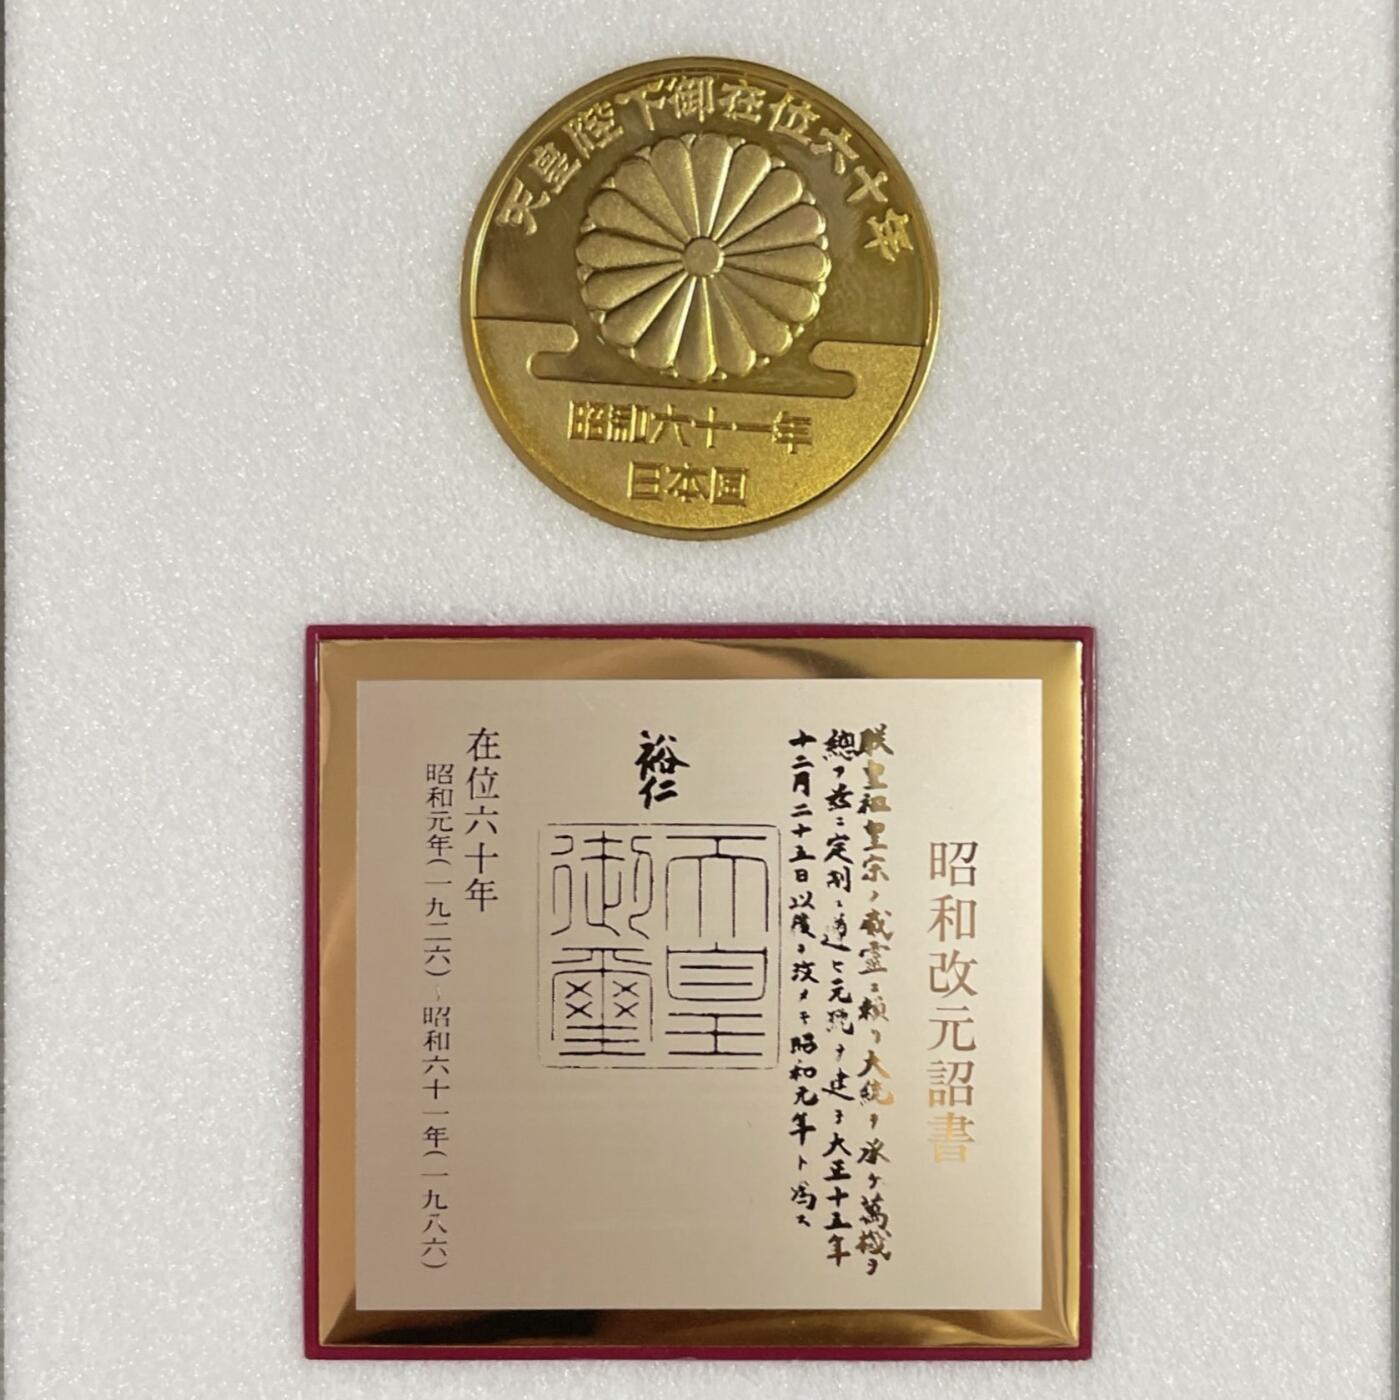 天皇陛下御在位六十年
昭和六十一年
日本国
昭和改元詔書
朕皇祖皇宗ノ威霊ニ頼リ大統ヲ承ケ萬機ヲ
總フ茲ニ定制ニ遵ヒ元號ヲ建テ大正十五年
十二月二十五日以後ヲ改メテ昭和元年ト為ス
裕仁
天皇
御璽
在位六十年
昭和元年(一九二六)~昭和六十一年(一九八六)